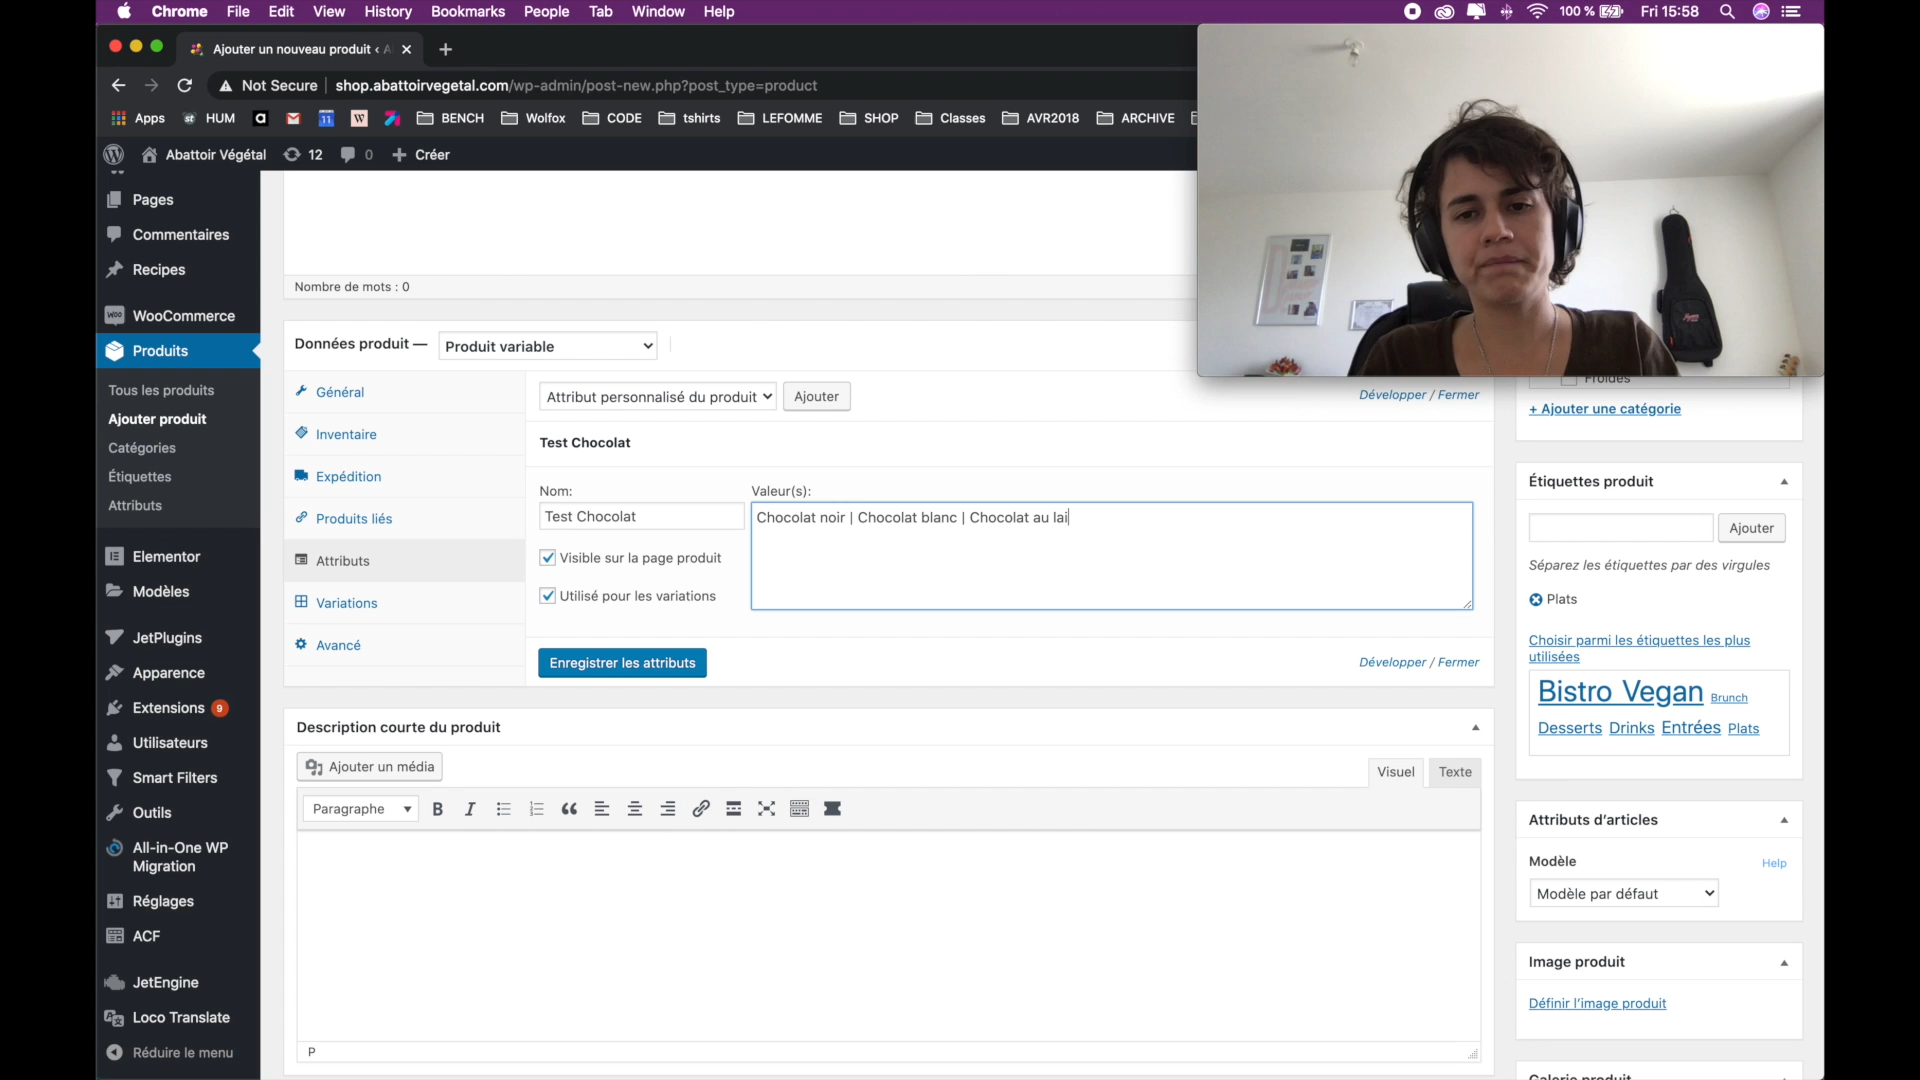 Chrome File Edit View History Bookmarks People Tab Window Help 100 % Fri 15:58
Ajouter un nouveau produit ‹ A
Not Secure shop.abattoirvegetal.com/wp-admin/post-new.php?post_type=product
Apps HUM BENCH Wolfox CODE tshirts LEFOMME SHOP Classes AVR2018 ARCHIVE
Abattoir Végétal 12 0 Créer
Pages
Commentaires
Recipes
WooCommerce
Produits
Tous les produits
Ajouter produit
Catégories
Étiquettes
Attributs
Elementor
Modèles
JetPlugins
Apparence
Extensions 9
Utilisateurs
Smart Filters
Outils
All-in-One WP
Migration
Réglages
ACF
JetEngine
Loco Translate
Réduire le menu
Nombre de mots : 0
Données produit — Produit variable
Général
Inventaire
Expédition
Produits liés
Attributs
Variations
Avancé
Attribut personnalisé du produit Ajouter
Développer / Fermer
Test Chocolat
Nom: Valeur(s):
Test Chocolat
Chocolat noir | Chocolat blanc | Chocolat au lai
Visible sur la page produit
Utilisé pour les variations
Enregistrer les attributs
Développer / Fermer
Description courte du produit
Ajouter un média
Visuel Texte
Paragraphe
P
Froides
+ Ajouter une catégorie
Étiquettes produit
Ajouter
Séparez les étiquettes par des virgules
Plats
Choisir parmi les étiquettes les plus
utilisées
Bistro Vegan Brunch
Desserts Drinks Entrées Plats
Attributs d’articles
Modèle Help
Modèle par défaut
Image produit
Définir l’image produit
Galerie produit